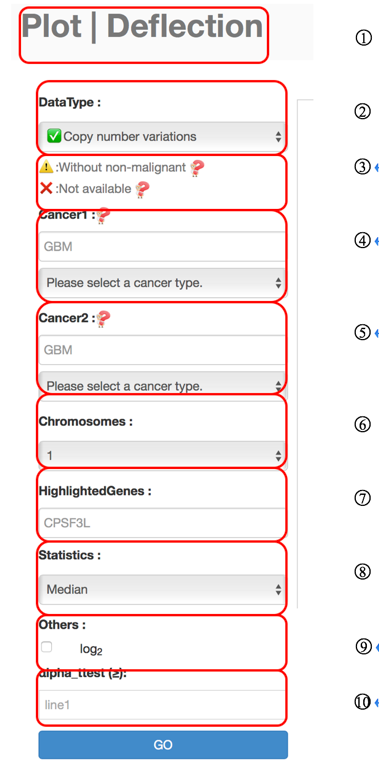 Plot | Deflection
①
DataType :
②
✅ Copy number variations
⚠️:Without non-malignant ❓
③
❌ :Not available ❓
Cancer1 :❓
④
GBM
Please select a cancer type.
Cancer2 :❓
⑤
GBM
Please select a cancer type.
Chromosomes :
⑥
1
HighlightedGenes :
⑦
CPSF3L
Statistics :
⑧
Median
Others :
⑨
log₂
alpha_ttest (≥):
⑩
line1
GO